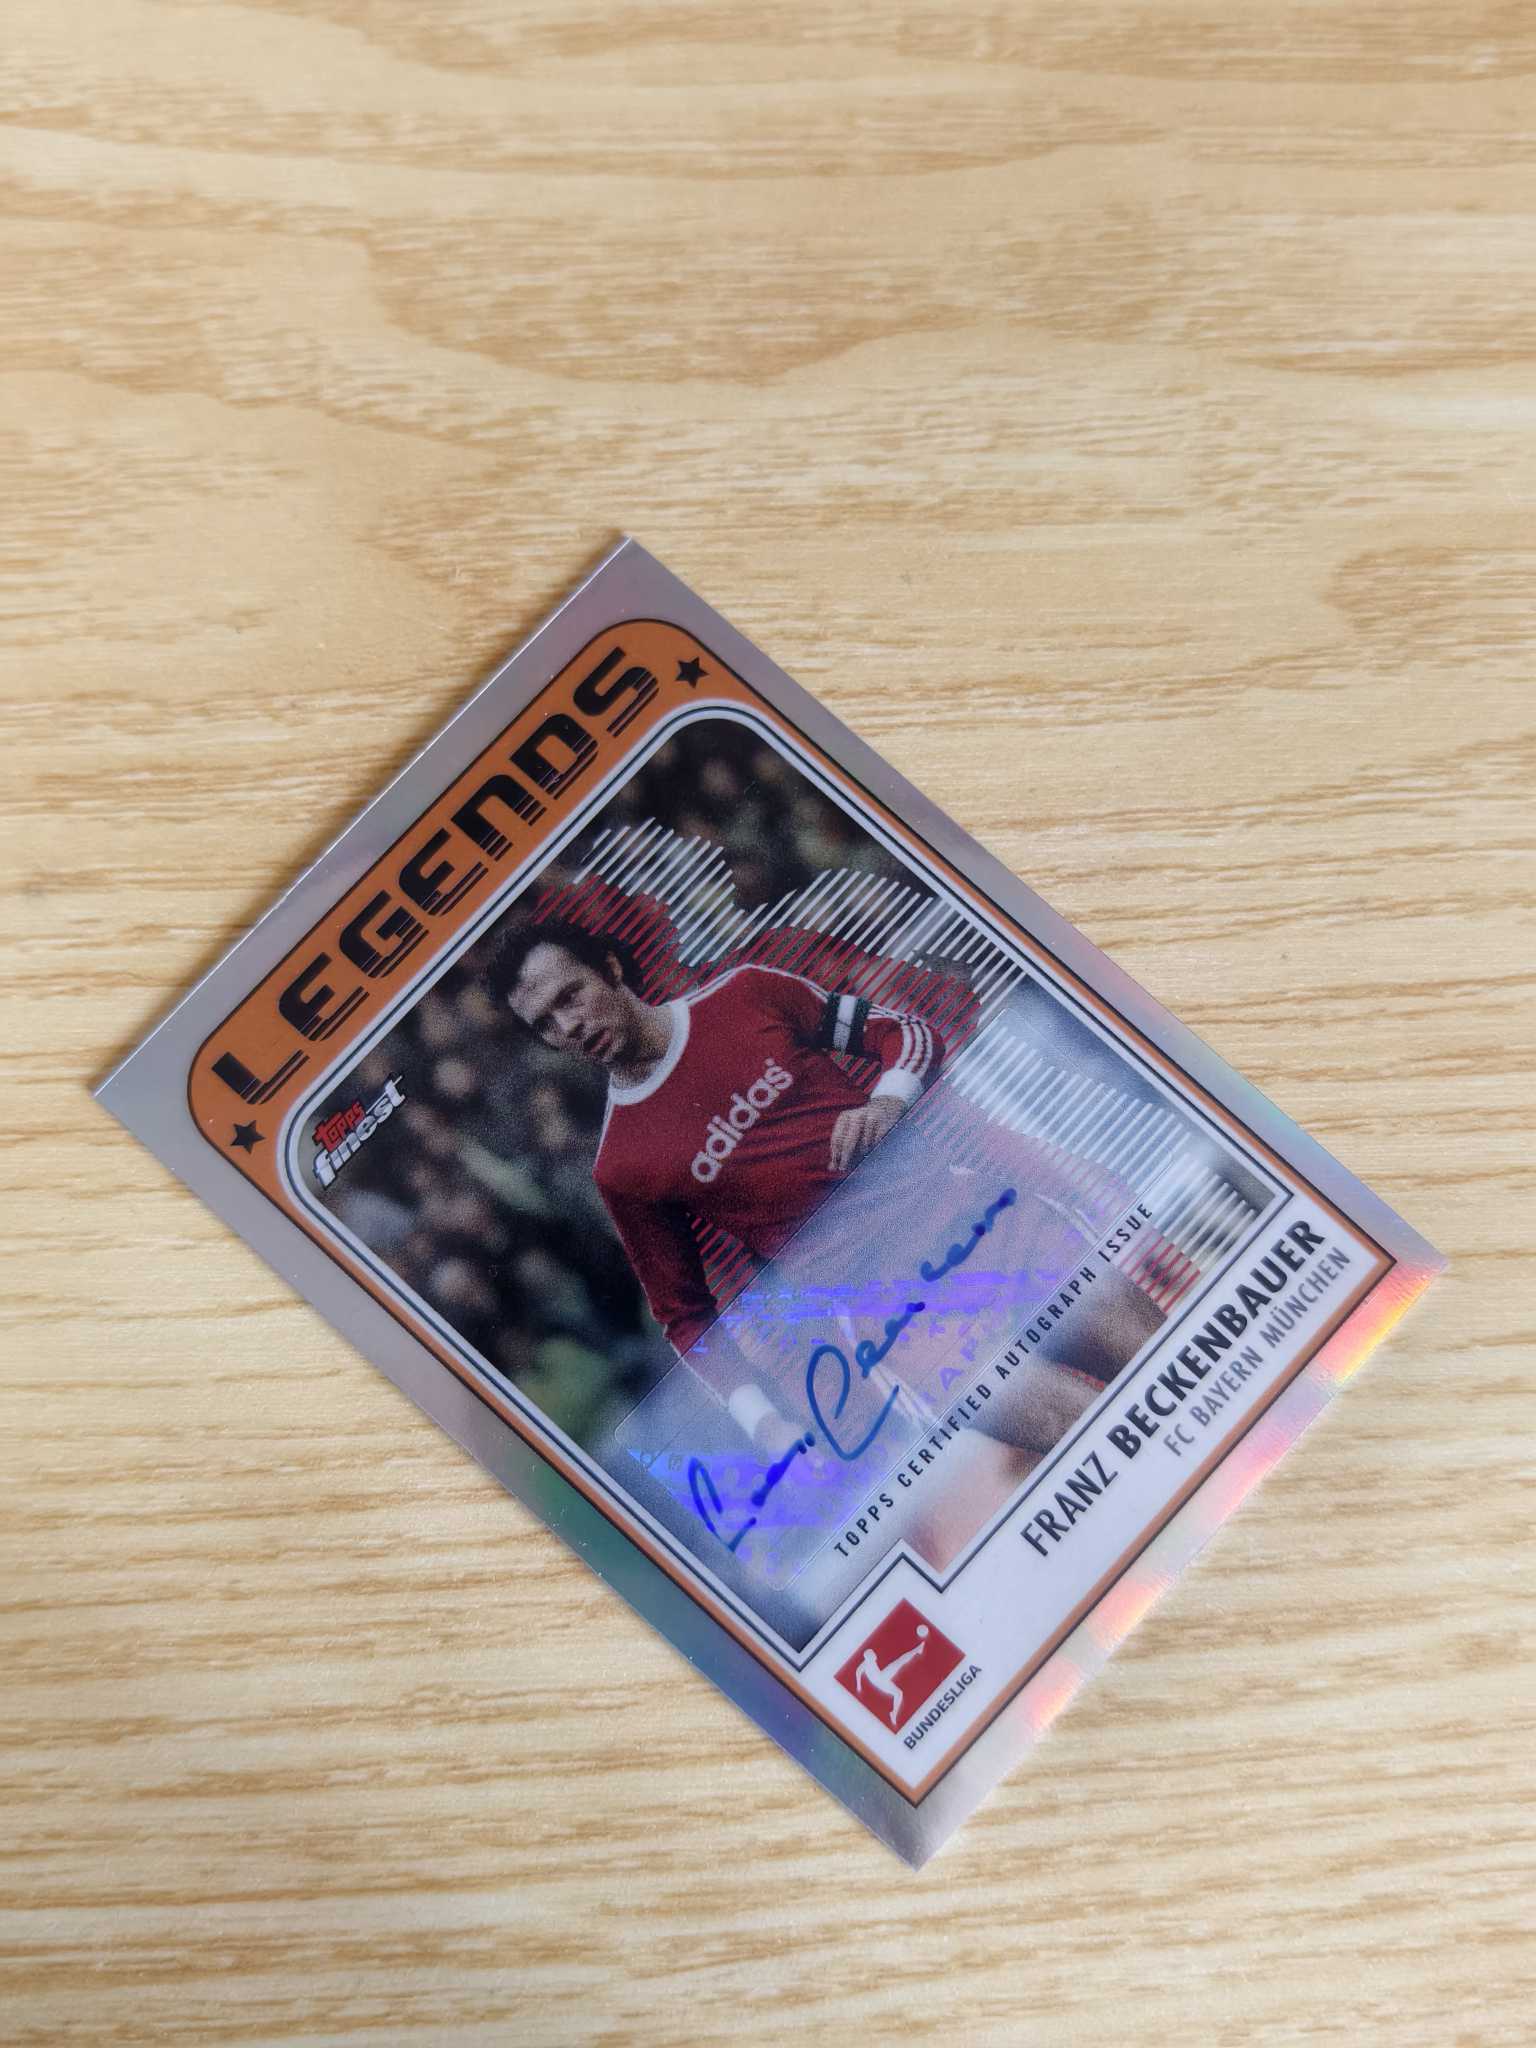 LEGENDS
TOPPS
finest
adidas
TOPPS CERTIFIED AUTOGRAPH ISSUE
FRANZ BECKENBAUER
FC BAYERN MÜNCHEN
BUNDESLIGA